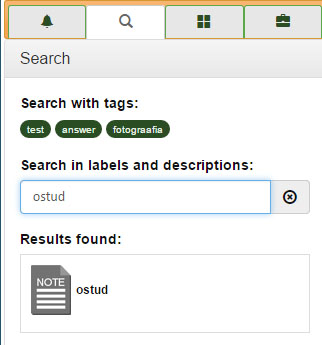 Search
Search with tags:
test answer fotograafia
Search in labels and descriptions:
ostud
Results found:
NOTE ostud